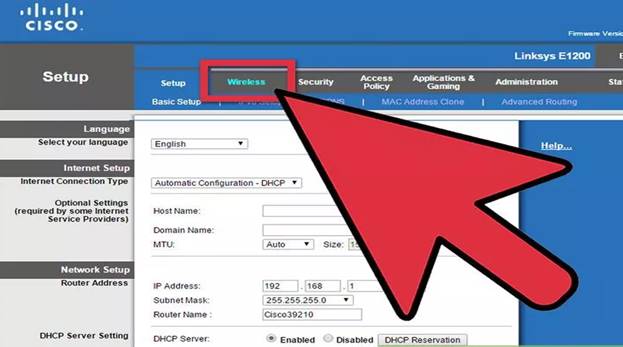 CISCO.
Firmware Versio
Linksys E1200
Setup
Setup Wireless Security Access Policy Applications & Gaming Administration Sta
Basic Setup | | MAC Address Clone | Advanced Routing
Language
Select your language English Help...
Internet Setup
Internet Connection Type Automatic Configuration - DHCP
Optional Settings
(required by some Internet
Service Providers)
Host Name:
Domain Name:
MTU: Auto Size:
Network Setup
Router Address
IP Address: 192 . 168 . 1
Subnet Mask: 255.255.255.0
Router Name : Cisco39210
DHCP Server Setting DHCP Server: Enabled Disabled DHCP Reservation